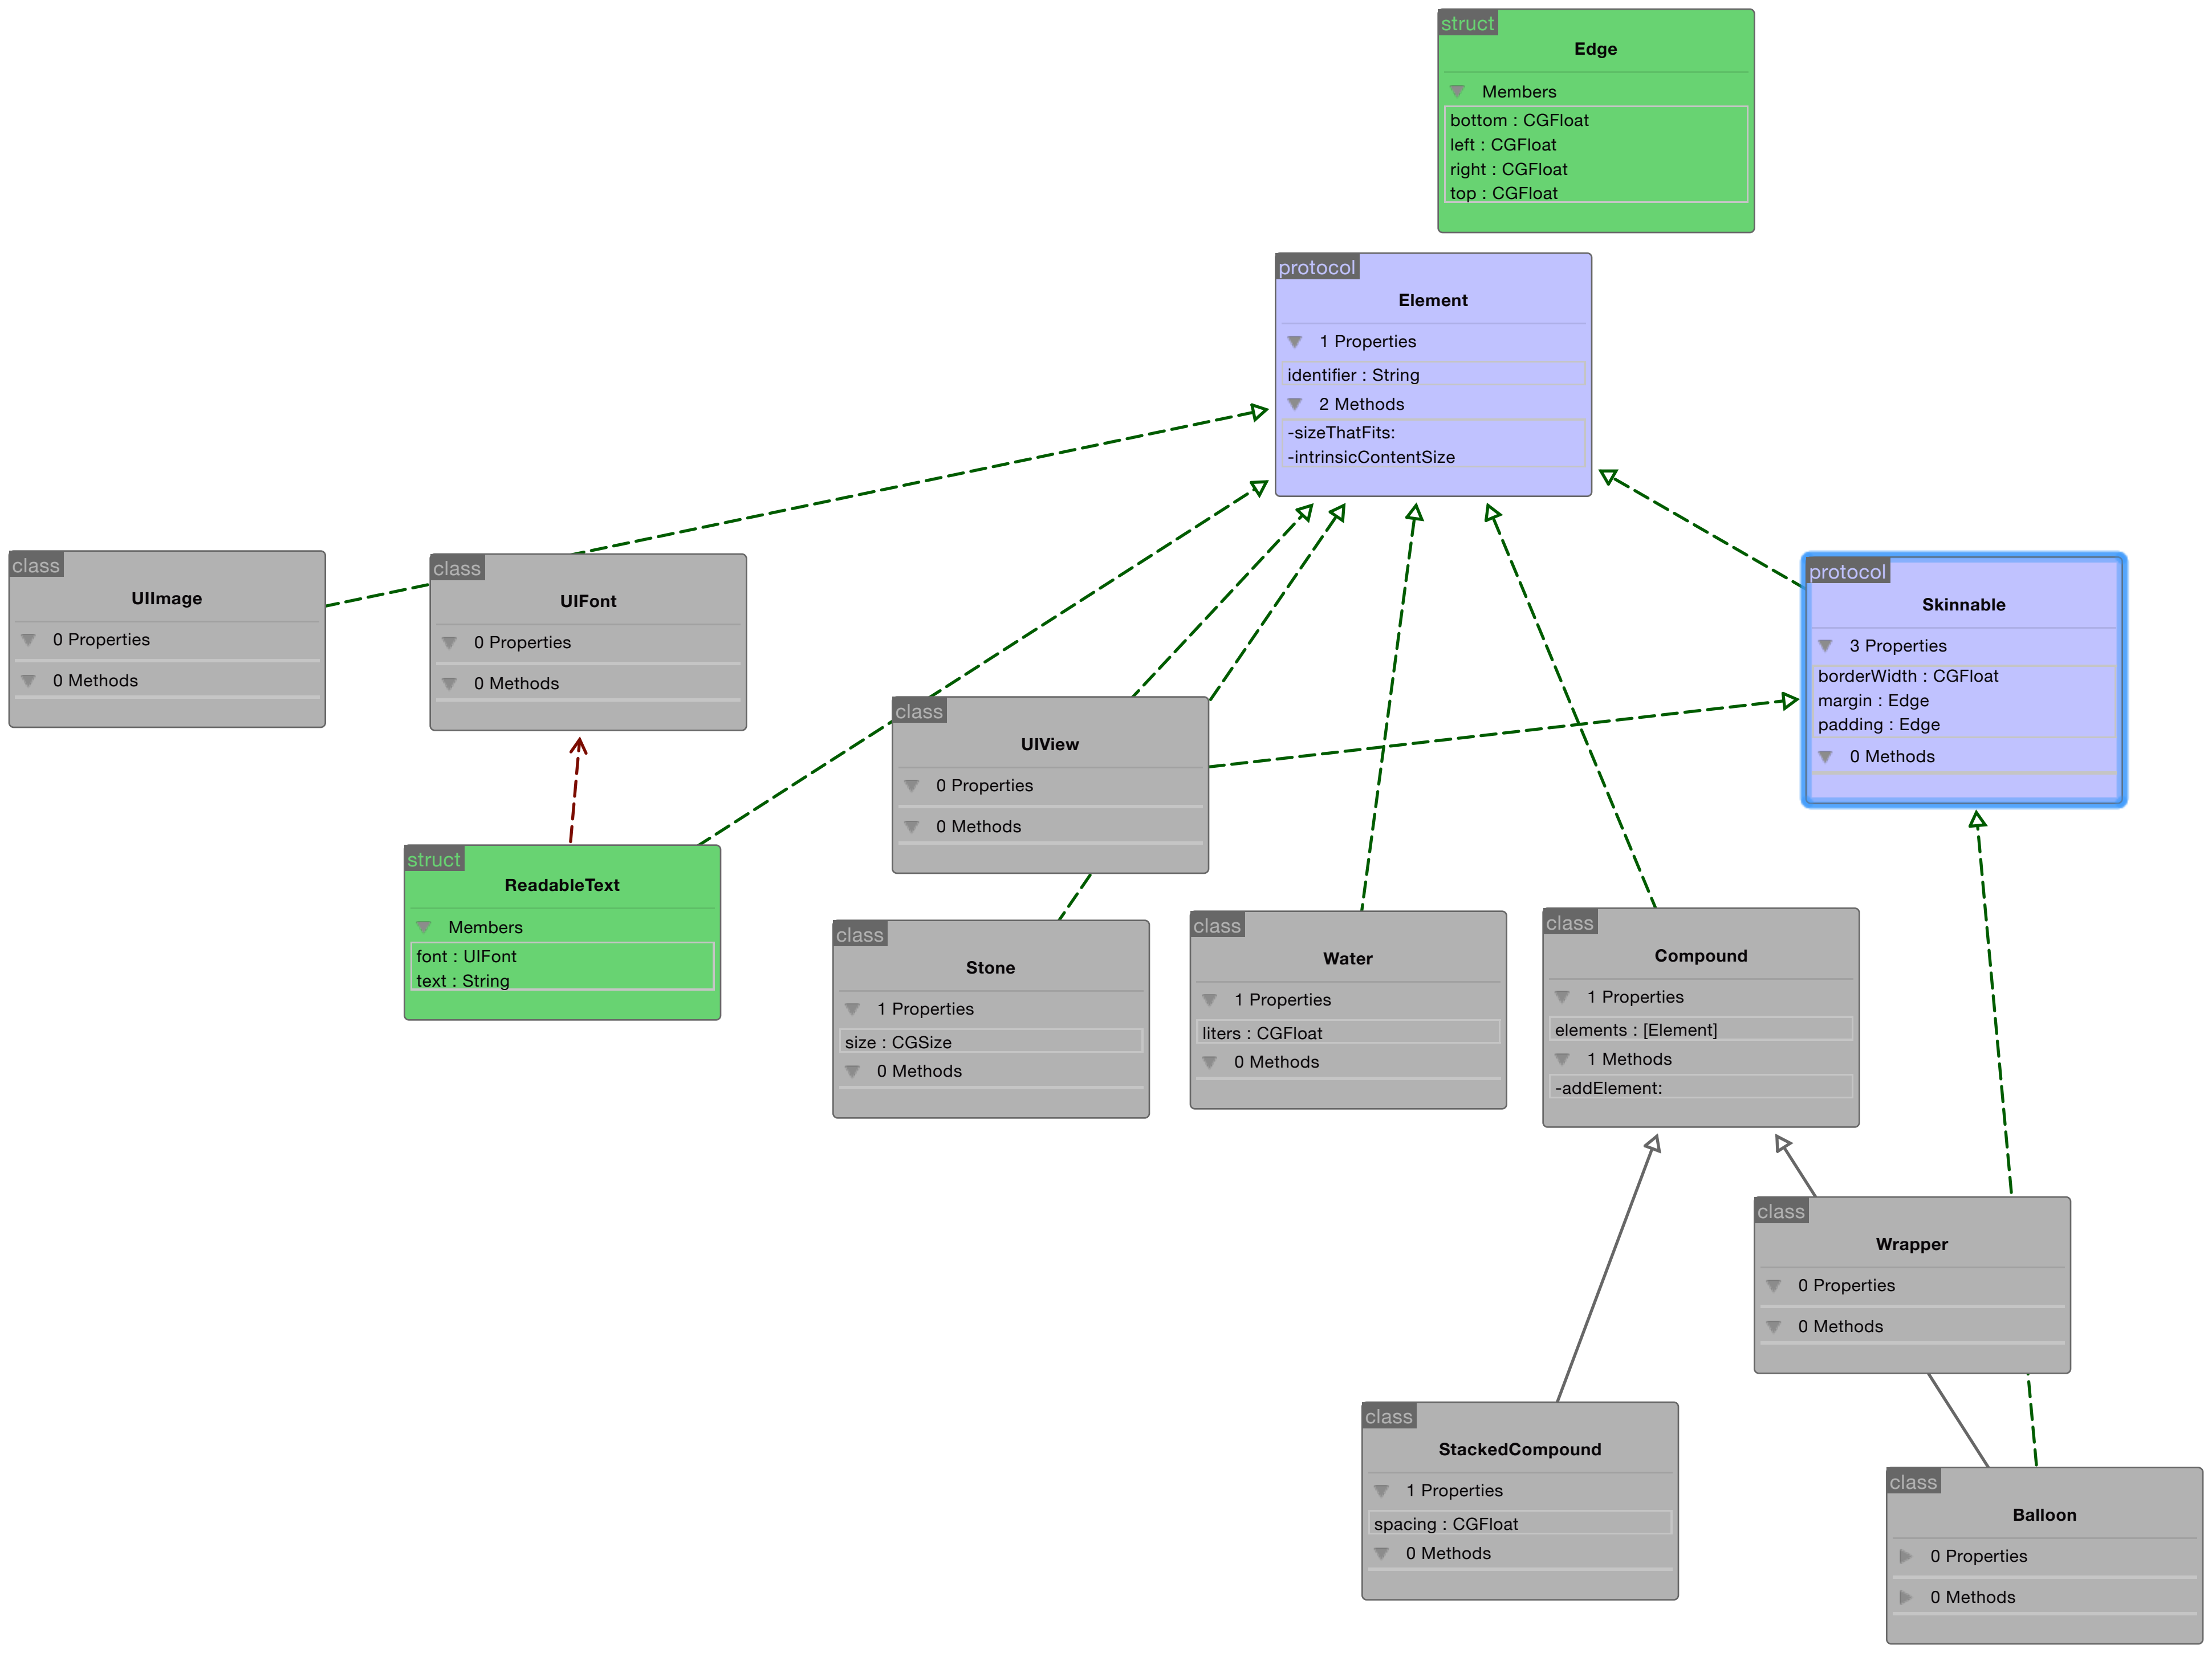 struct
Edge
Members
bottom : CGFloat
left : CGFloat
right : CGFloat
top : CGFloat
protocol
Element
1 Properties
identifier : String
2 Methods
-sizeThatFits:
-intrinsicContentSize
class
UIImage
0 Properties
0 Methods
class
UIFont
0 Properties
0 Methods
class
UIView
0 Properties
0 Methods
protocol
Skinnable
3 Properties
borderWidth : CGFloat
margin : Edge
padding : Edge
0 Methods
struct
ReadableText
Members
font : UIFont
text : String
class
Stone
1 Properties
size : CGSize
0 Methods
class
Water
1 Properties
liters : CGFloat
0 Methods
class
Compound
1 Properties
elements : [Element]
1 Methods
-addElement:
class
Wrapper
0 Properties
0 Methods
class
StackedCompound
1 Properties
spacing : CGFloat
0 Methods
class
Balloon
0 Properties
0 Methods